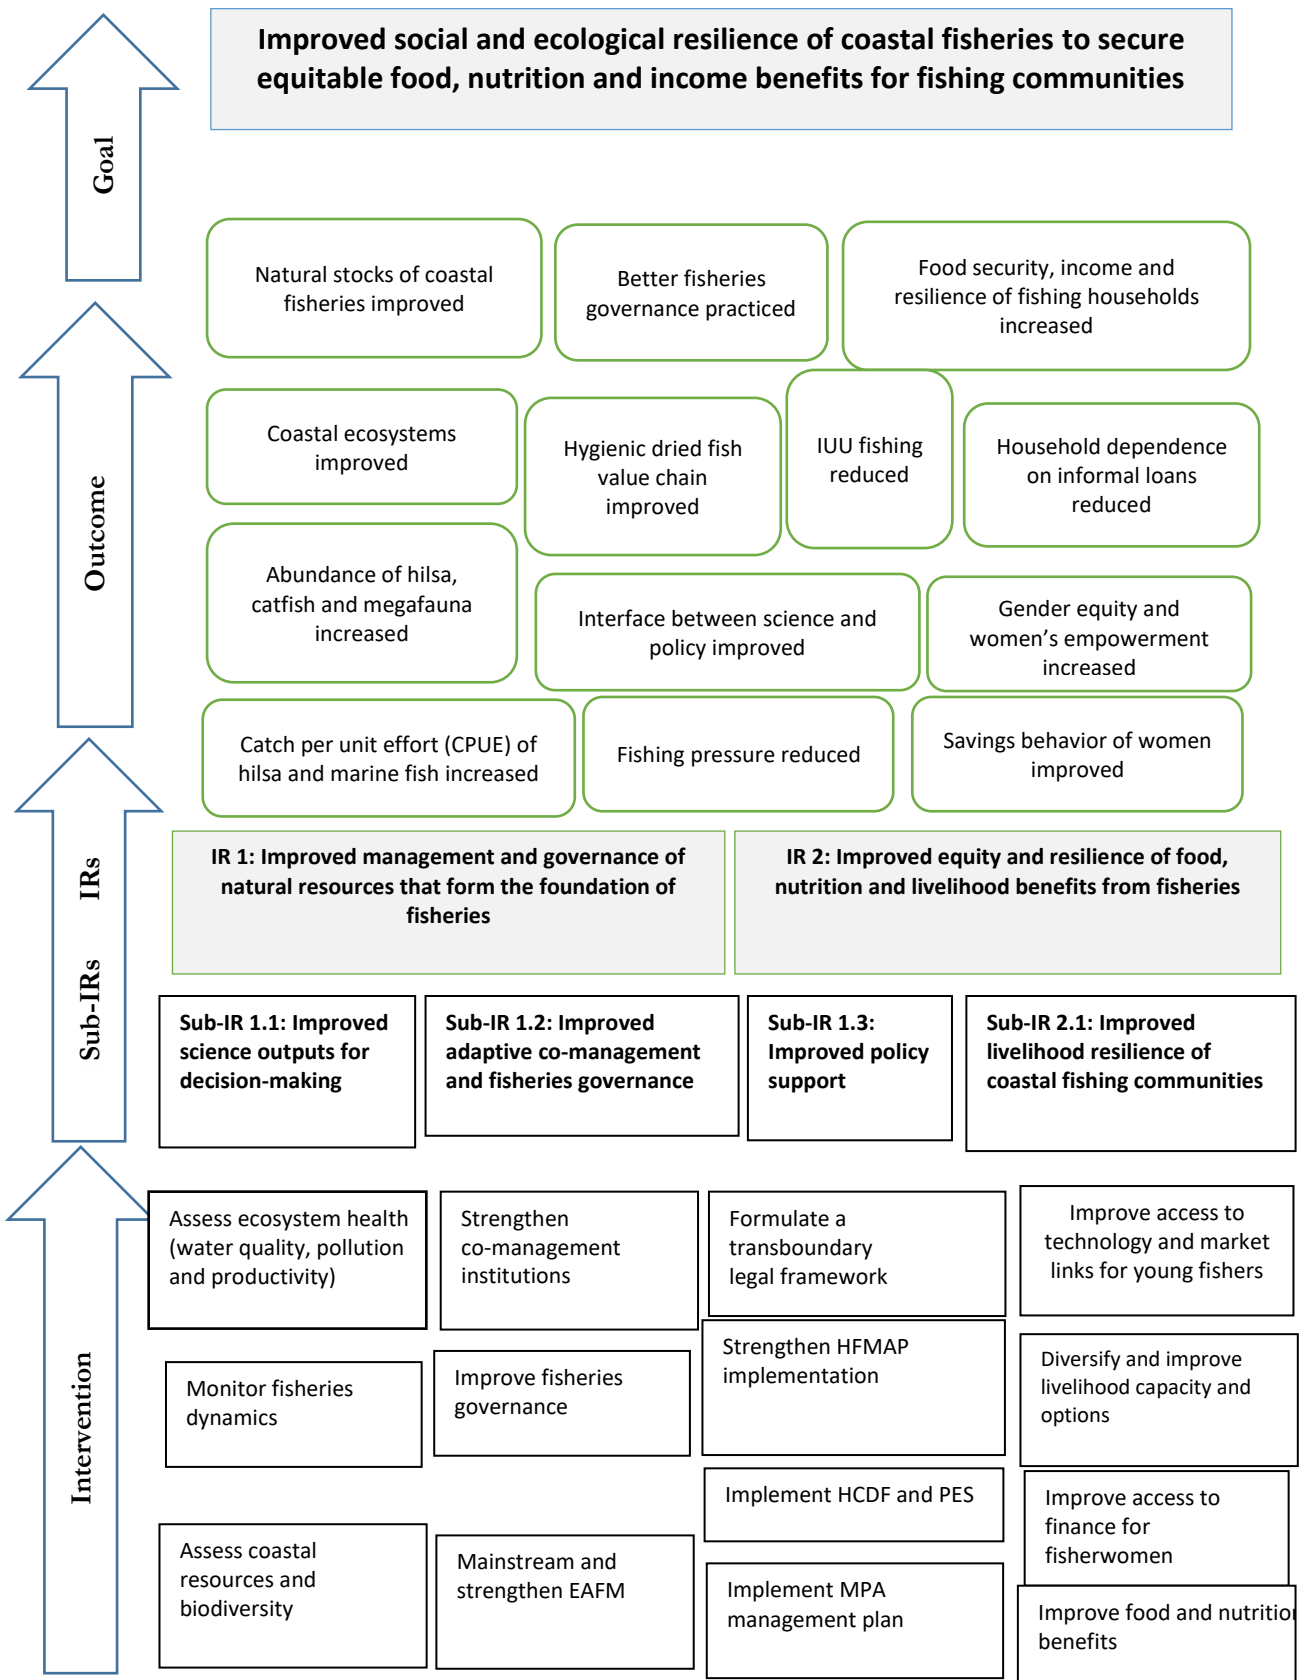 Improved social and ecological resilience of coastal fisheries to secure
equitable food, nutrition and income benefits for fishing communities
Goal
Natural stocks of coastal
fisheries improved
Better fisheries
governance practiced
Food security, income and
resilience of fishing households
increased
Outcome
Coastal ecosystems
improved
Hygienic dried fish
value chain
improved
IUU fishing
reduced
Household dependence
on informal loans
reduced
Abundance of hilsa,
catfish and megafauna
increased
Interface between science and
policy improved
Gender equity and
women's empowerment
increased
Catch per unit effort (CPUE) of
hilsa and marine fish increased
Fishing pressure reduced
Savings behavior of women
improved
Sub-IRs IRs
IR 1: Improved management and governance of
natural resources that form the foundation of
fisheries
IR 2: Improved equity and resilience of food,
nutrition and livelihood benefits from fisheries
Sub-IR 1.1: Improved
science outputs for
decision-making
Sub-IR 1.2: Improved
adaptive co-management
and fisheries governance
Sub-IR 1.3:
Improved policy
support
Sub-IR 2.1: Improved
livelihood resilience of
coastal fishing communities
Intervention
Assess ecosystem health
(water quality, pollution
and productivity)
Strengthen
co-management
institutions
Formulate a
transboundary
legal framework
Improve access to
technology and market
links for young fishers
Monitor fisheries
dynamics
Improve fisheries
governance
Strengthen HFMAP
implementation
Diversify and improve
livelihood capacity and
options
Implement HCDF and PES
Improve access to
finance for
fisherwomen
Assess coastal
resources and
biodiversity
Mainstream and
strengthen EAFM
Implement MPA
management plan
Improve food and nutrition
benefits